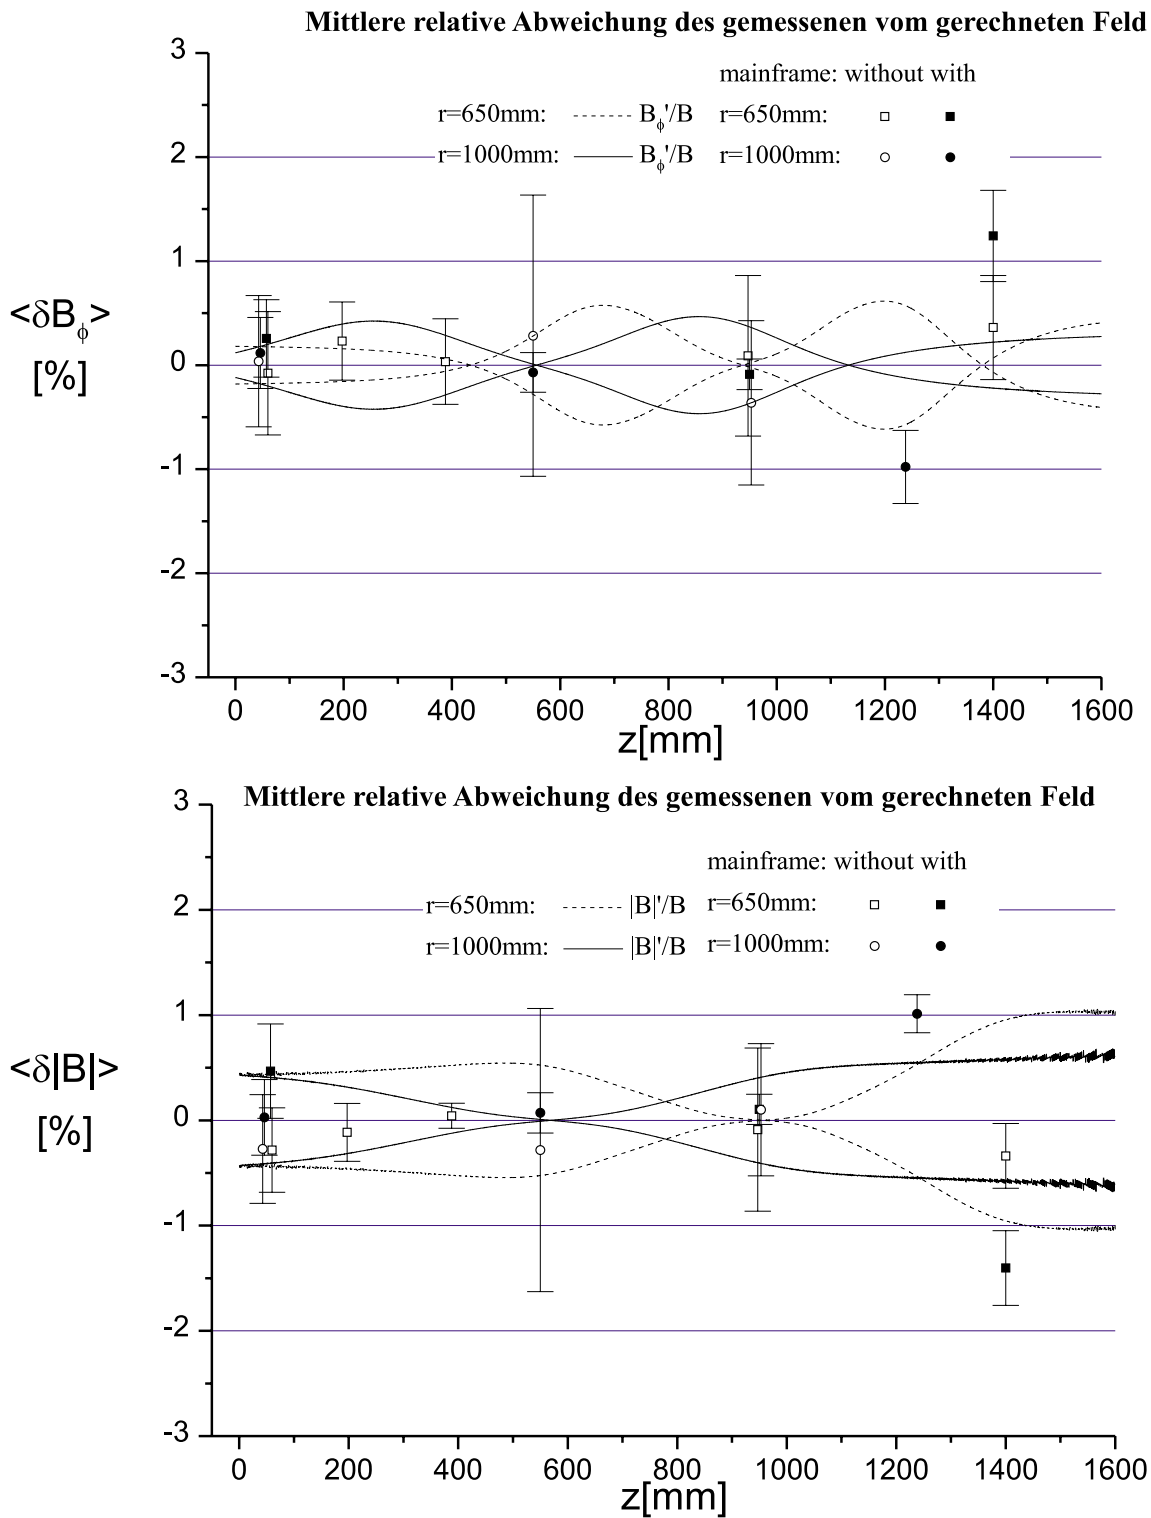 Mittlere relative Abweichung des gemessenen vom gerechneten Feld
3
mainframe: without with
r=650mm: Bϕ'/B r=650mm:
r=1000mm: Bϕ'/B r=1000mm:
2
1
<δBϕ>
0
[%]
-1
-2
-3
0 200 400 600 800 1000 1200 1400 1600
z[mm]
Mittlere relative Abweichung des gemessenen vom gerechneten Feld
3
mainframe: without with
r=650mm: |B|'/B r=650mm:
2
r=1000mm: |B|'/B r=1000mm:
1
<δ|B|>
0
[%]
-1
-2
-3
0 200 400 600 800 1000 1200 1400 1600
z[mm]